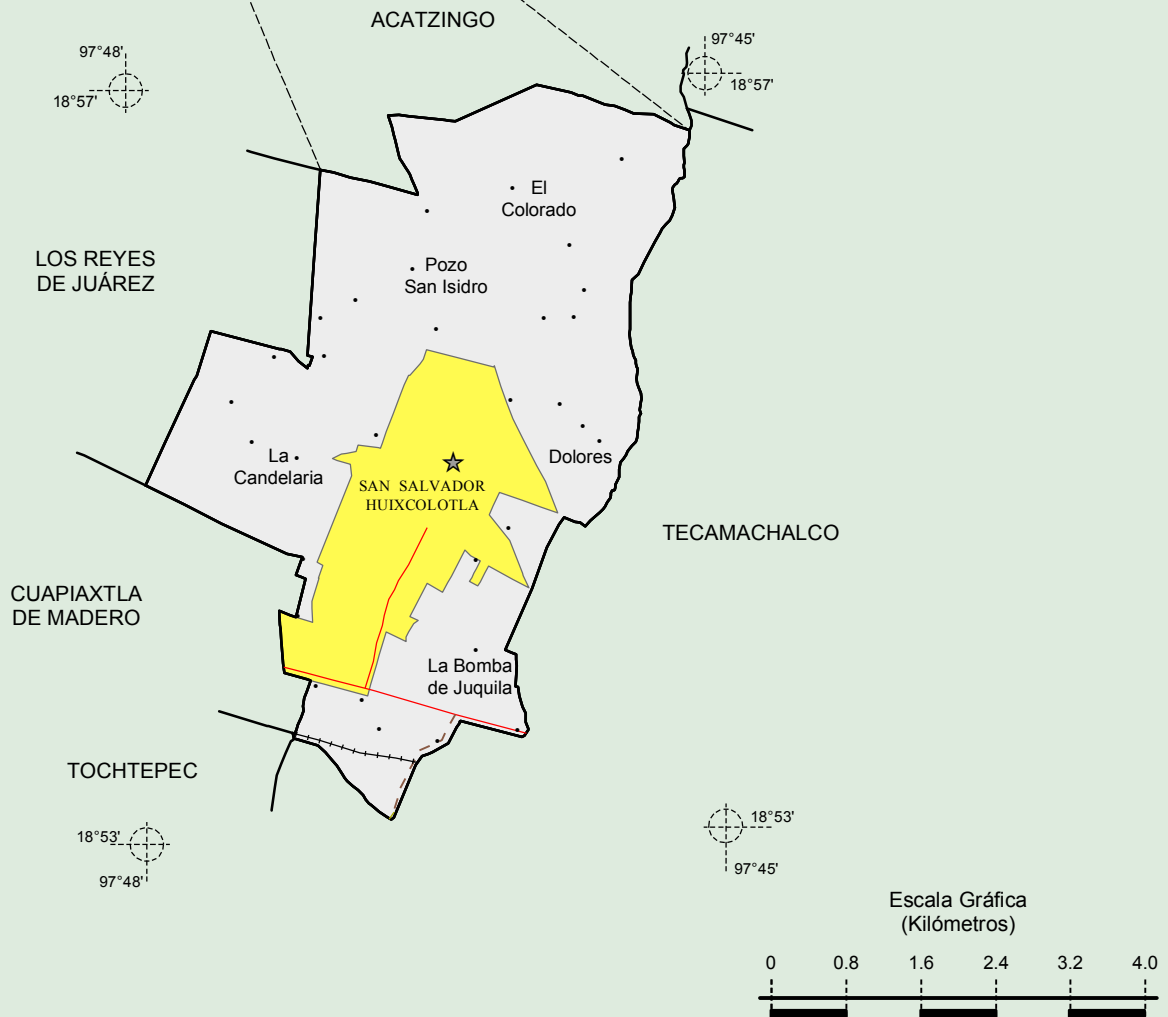 ACATZINGO
97°48'
18°57'
97°45'
18°57'
El
Colorado
LOS REYES
DE JUÁREZ
Pozo
San Isidro
La
Candelaria
Dolores
SAN SALVADOR
HUIXCOLOTLA
TECAMACHALCO
CUAPIAXTLA
DE MADERO
La Bomba
de Juquila
TOCHTEPEC
18°53'
97°48'
18°53'
97°45'
Escala Gráfica
(Kilómetros)
0 0.8 1.6 2.4 3.2 4.0